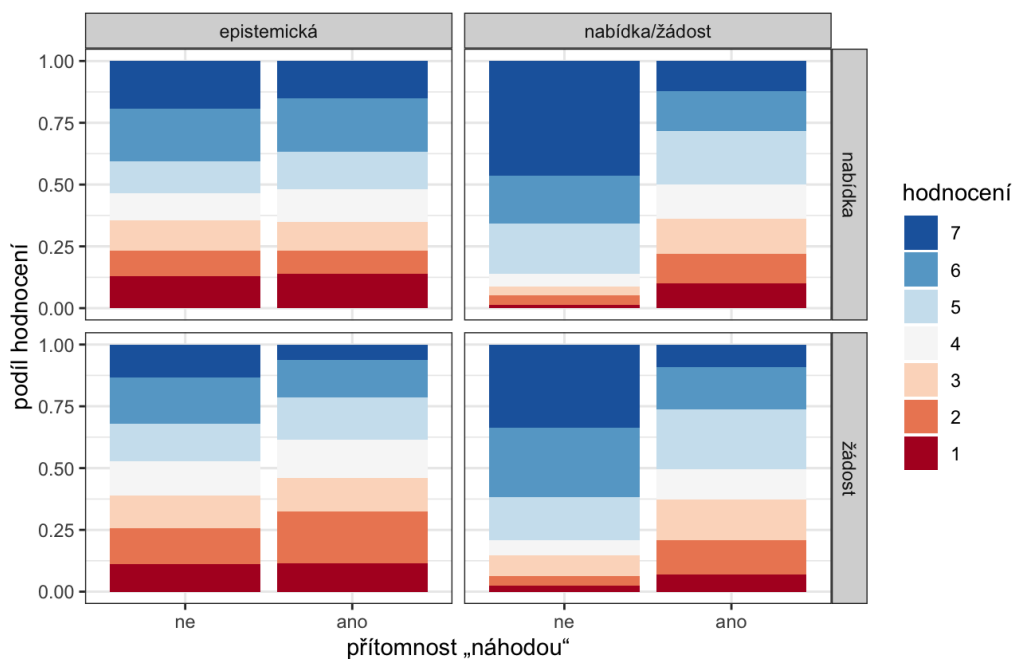 epistemická
nabídka/žádost
1.00
0.75
0.50
0.25
0.00
nabídka
1.00
0.75
0.50
0.25
0.00
žádost
podíl hodnocení
ne
ano
ne
ano
přítomnost „náhodou“
hodnocení
7
6
5
4
3
2
1